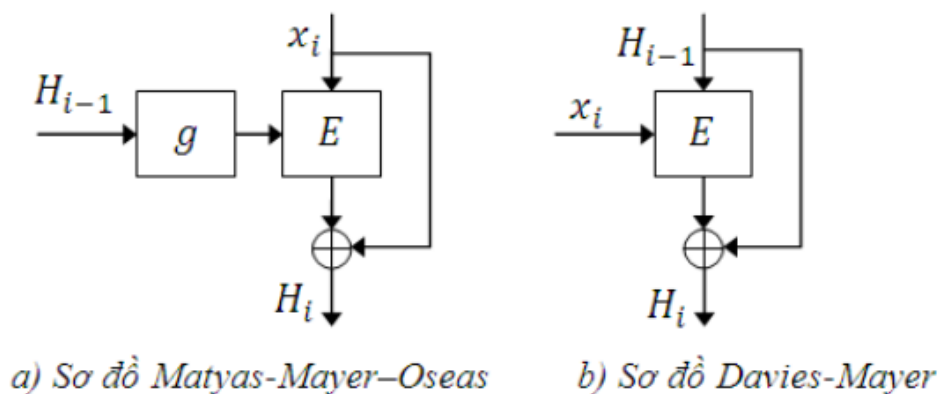 x_i
H_{i-1}
g
E
H_i
a) Sơ đồ Matyas-Mayer–Oseas
H_{i-1}
x_i
E
H_i
b) Sơ đồ Davies-Mayer